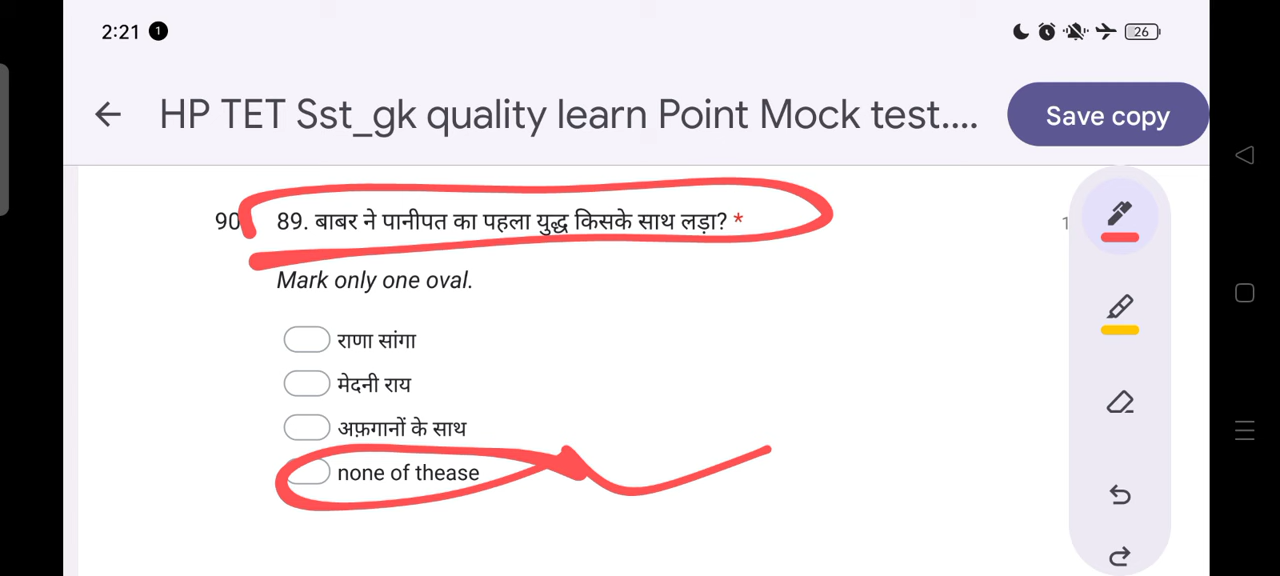 2:21 1
26
HP TET Sst_gk quality learn Point Mock test....
Save copy
90 89. बाबर ने पानीपत का पहला युद्ध किसके साथ लड़ा? *
1
Mark only one oval.
राणा सांगा
मेदनी राय
अफ़गानों के साथ
none of thease